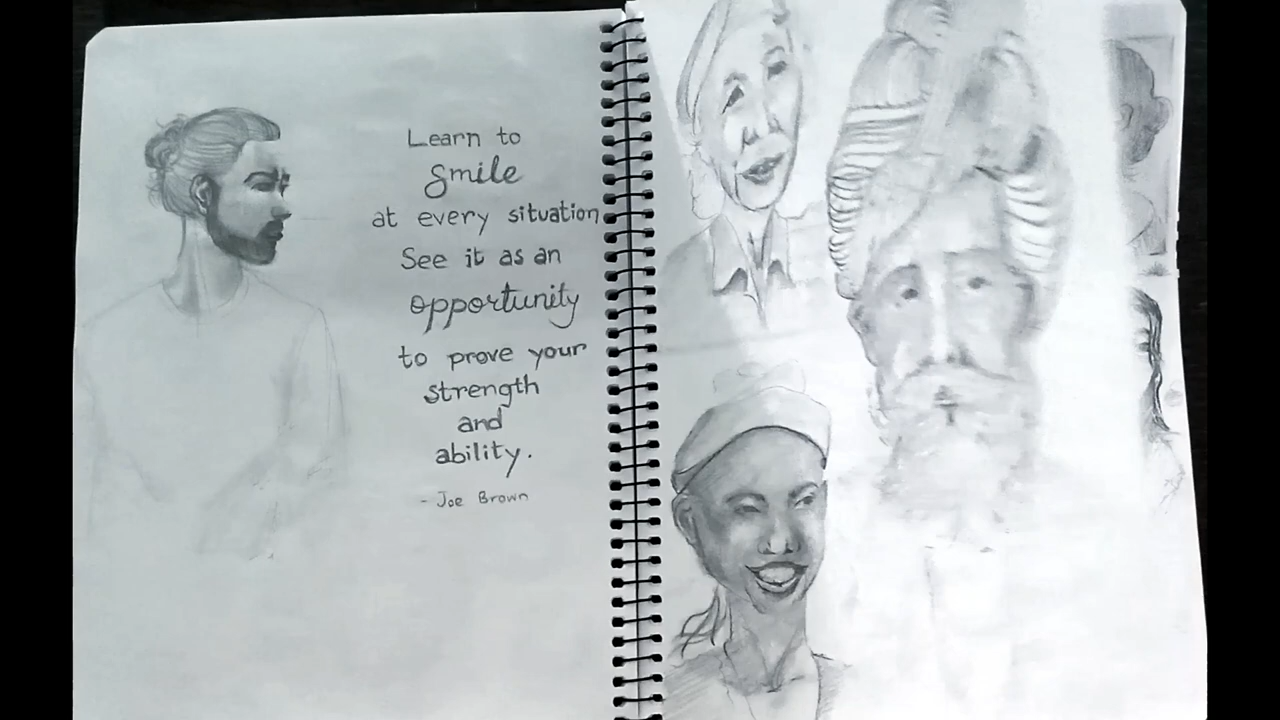 Learn to
Smile
at every situation
See it as an
opportunity
to prove your
strength
and
ability.
- Joe Brown